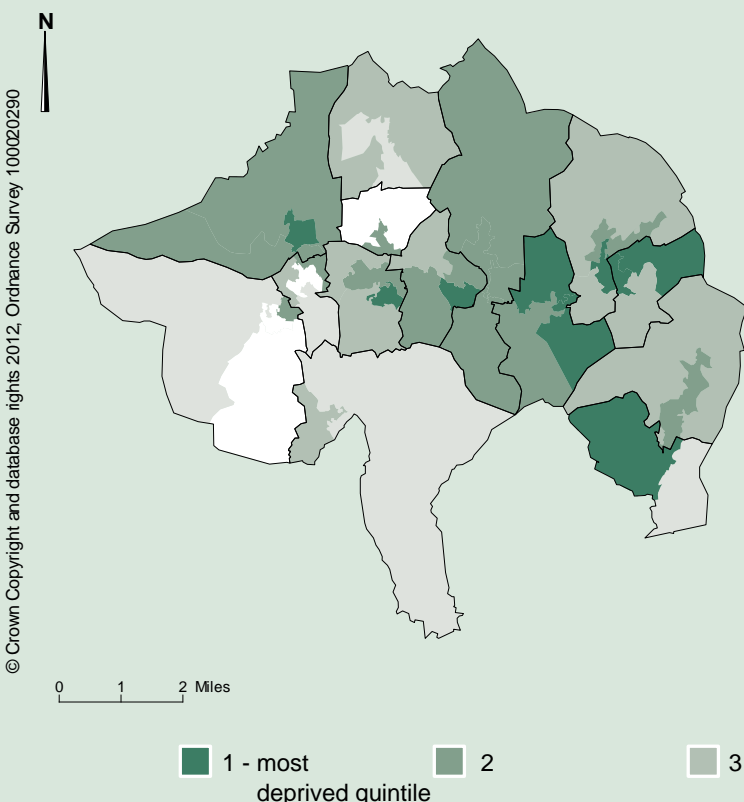 N
© Crown Copyright and database rights 2012, Ordnance Survey 100020290
0 1 2 Miles
1 - most 2 3
deprived quintile